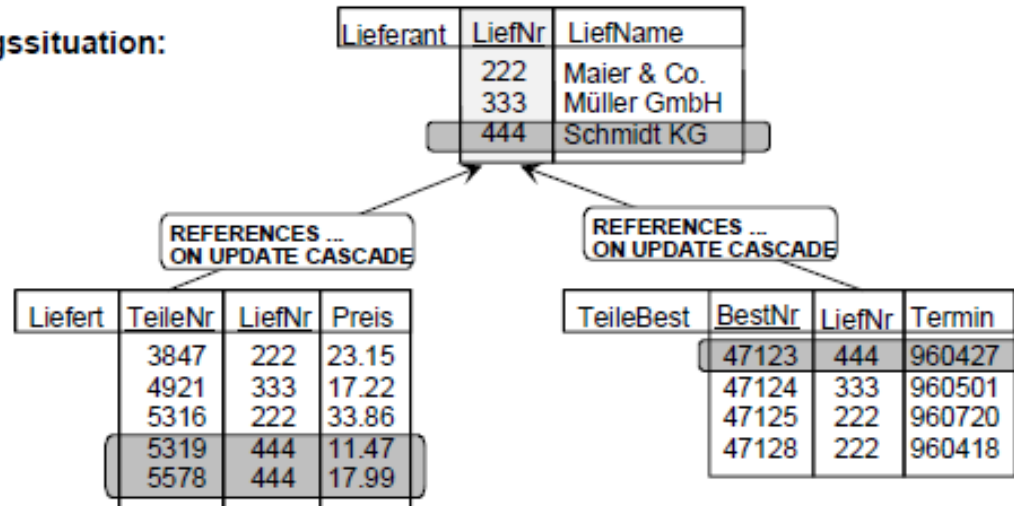 gssituation:
Lieferant LiefNr LiefName
222 Maier & Co.
333 Müller GmbH
444 Schmidt KG
REFERENCES ...
ON UPDATE CASCADE
REFERENCES ...
ON UPDATE CASCADE
Liefert TeileNr LiefNr Preis
3847 222 23.15
4921 333 17.22
5316 222 33.86
5319 444 11.47
5578 444 17.99
TeileBest BestNr LiefNr Termin
47123 444 960427
47124 333 960501
47125 222 960720
47128 222 960418